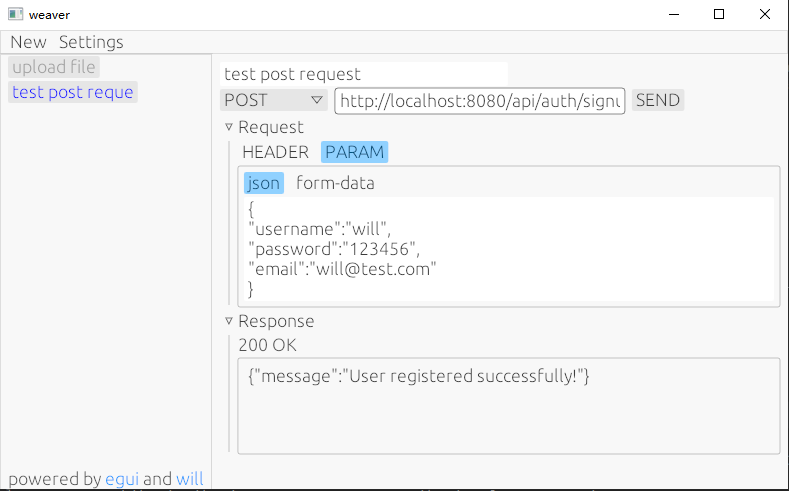 weaver
New Settings
upload file
test post reque
test post request
POST http://localhost:8080/api/auth/signu SEND
Request
HEADER PARAM
json form-data
{
"username":"will",
"password":"123456",
"email":"will@test.com"
}
Response
200 OK
{"message":"User registered successfully!"}
powered by egui and will